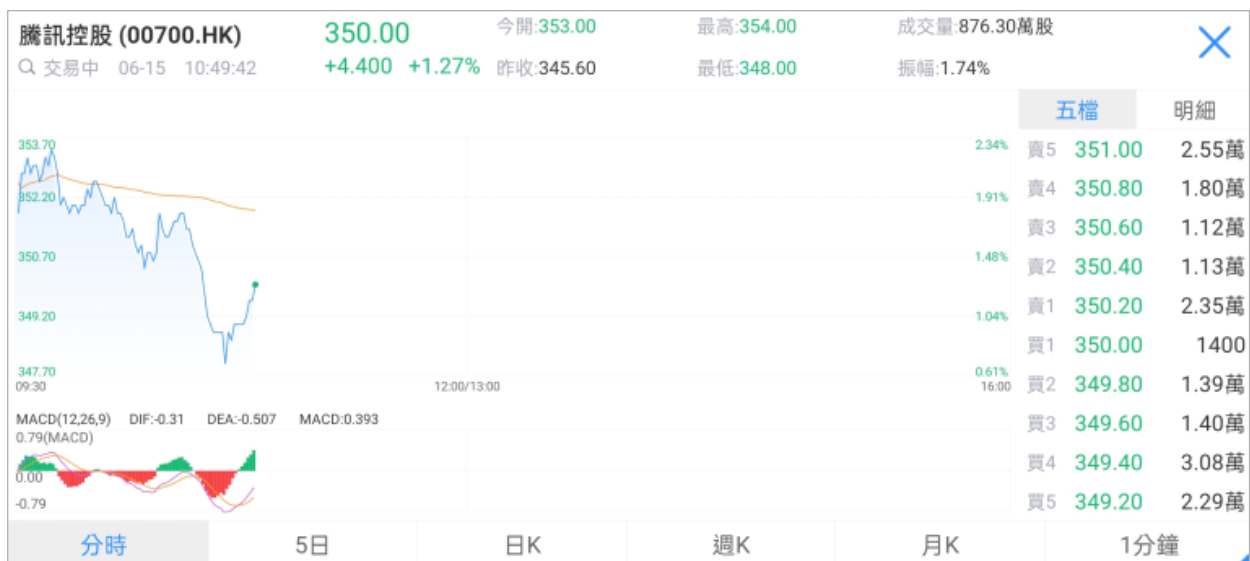 騰訊控股 (00700.HK) 350.00 今開:353.00 最高:354.00 成交量:876.30萬股
交易中 06-15 10:49:42 +4.400 +1.27% 昨收:345.60 最低:348.00 振幅:1.74%
五檔 明細
353.70 2.34%
352.20 1.91%
350.70 1.48%
349.20 1.04%
347.70 0.61%
09:30 12:00/13:00 16:00
賣5 351.00 2.55萬
賣4 350.80 1.80萬
賣3 350.60 1.12萬
賣2 350.40 1.13萬
賣1 350.20 2.35萬
買1 350.00 1400
買2 349.80 1.39萬
買3 349.60 1.40萬
買4 349.40 3.08萬
買5 349.20 2.29萬
MACD(12,26,9) DIF:-0.31 DEA:-0.507 MACD:0.393
0.79(MACD)
0.00
-0.79
分時 5日 日K 週K 月K 1分鐘